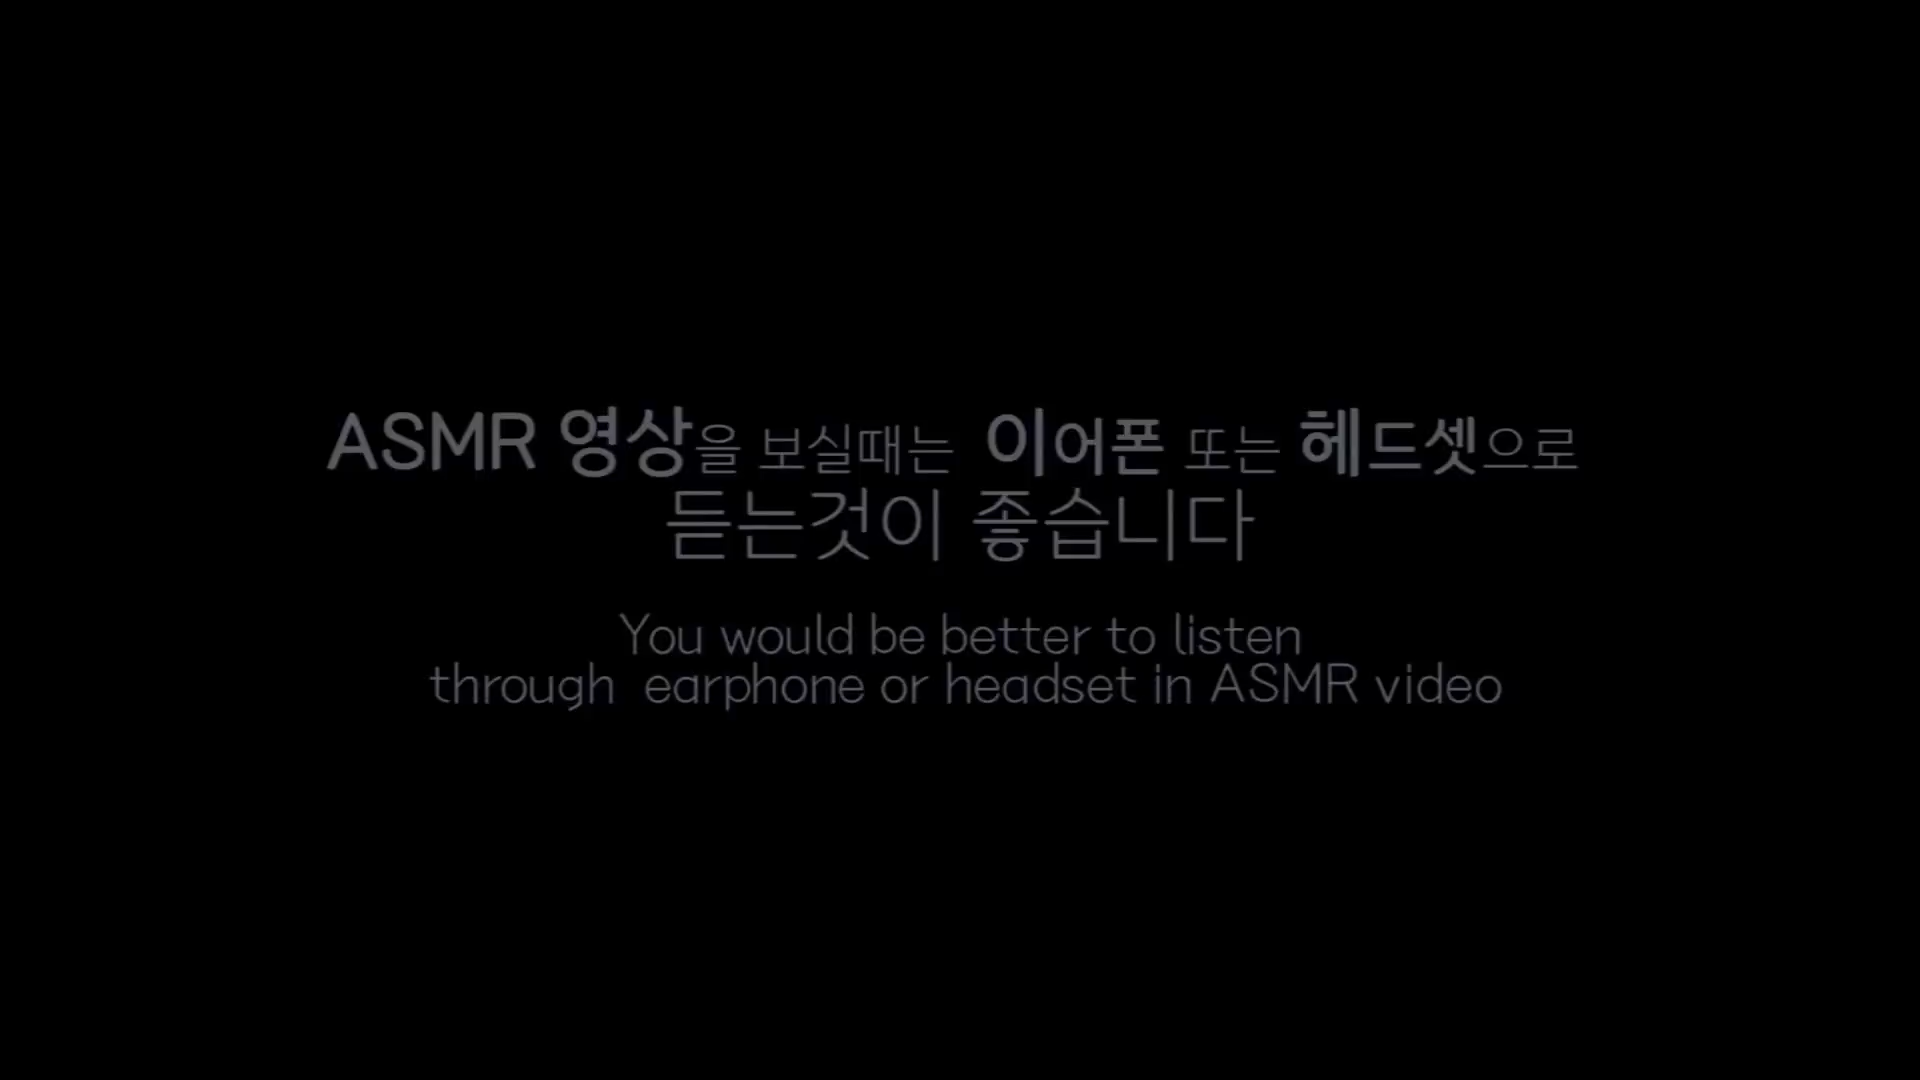 ASMR 영상을 보실때는 이어폰 또는 헤드셋으로
듣는것이 좋습니다
You would be better to listen
through earphone or headset in ASMR video